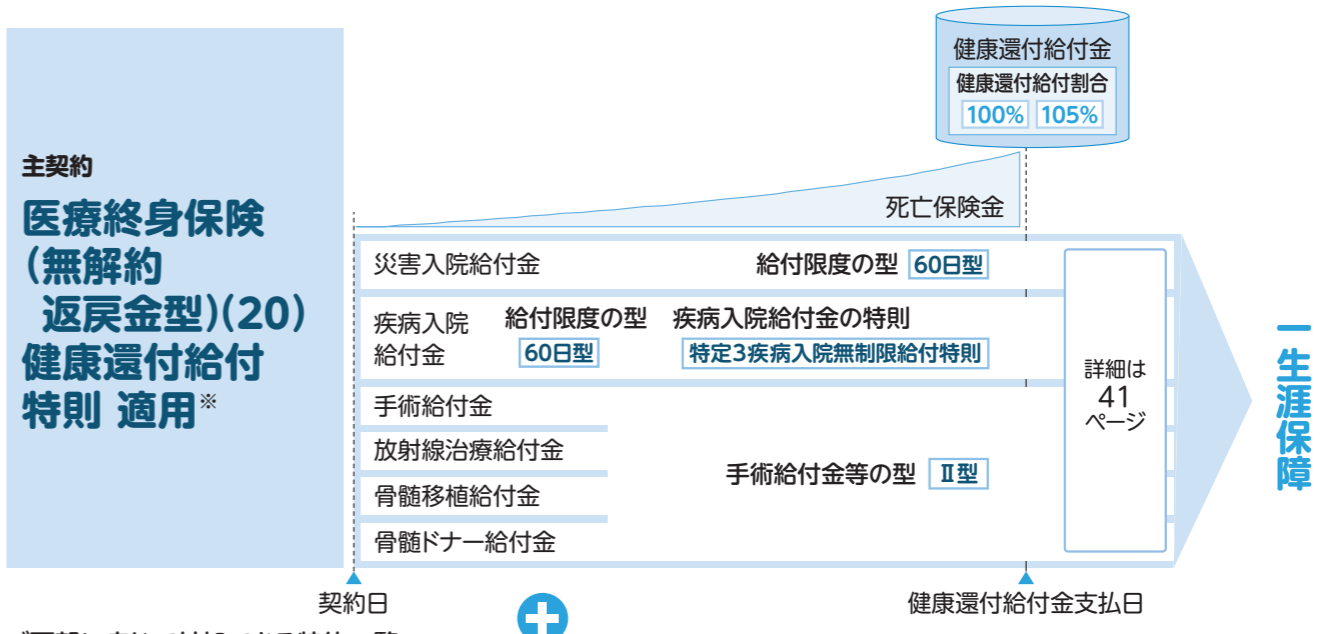 健康還付給付金
健康還付給付割合
100% 105%
主契約
医療終身保険
(無解約
返戻金型)(20)
健康還付給付
特則 適用※
死亡保険金
災害入院給付金 給付限度の型 60日型
疾病入院
給付金
給付限度の型
60日型
疾病入院給付金の特則
特定3疾病入院無制限給付特則
手術給付金
放射線治療給付金
骨髄移植給付金
骨髄ドナー給付金
手術給付金等の型 Ⅱ型
詳細は
41
ページ
一生涯保障
契約日
健康還付給付金支払日